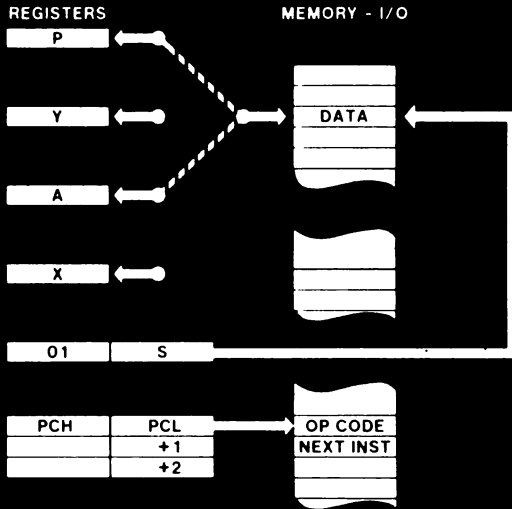 REGISTERS
MEMORY - I/O
P
Y
DATA
A
X
01 S
PCH PCL OP CODE
+1 NEXT INST
+2